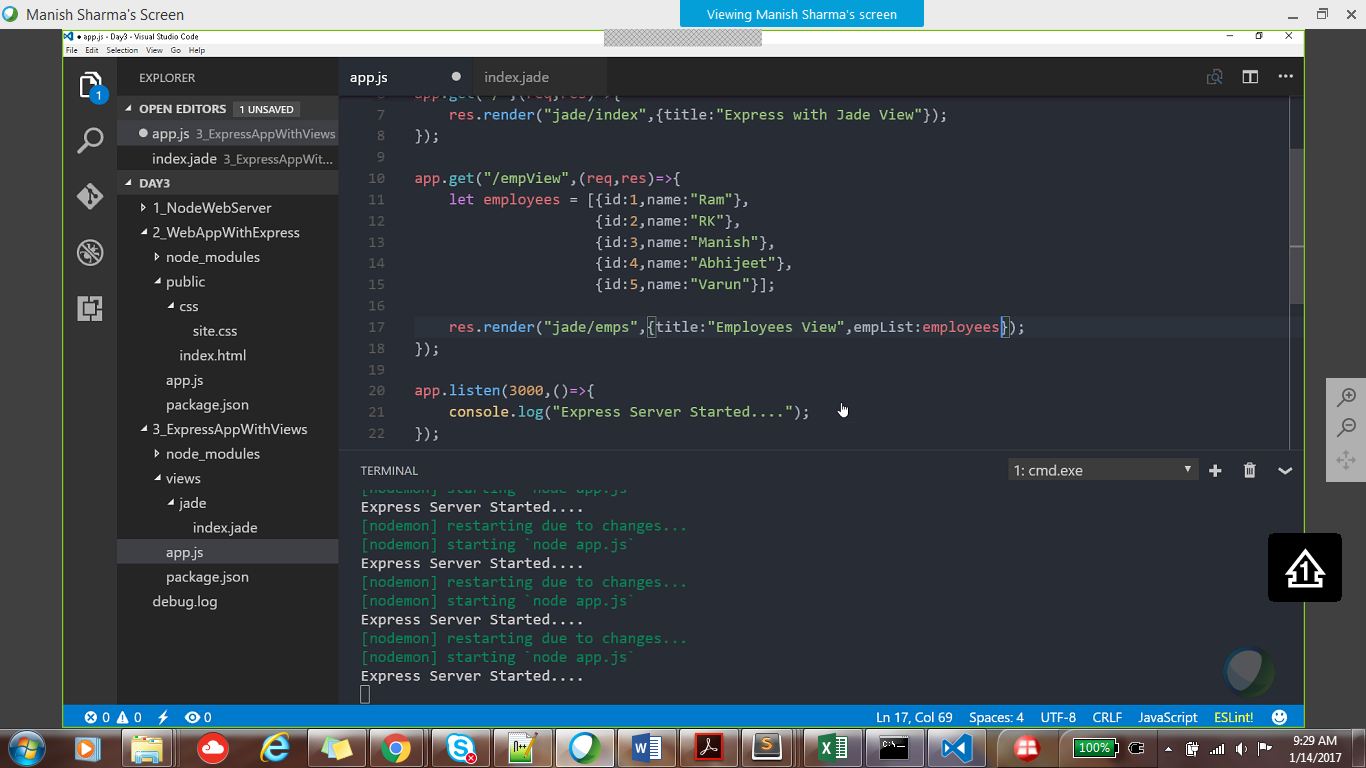 Manish Sharma's Screen
Viewing Manish Sharma's screen
app.js - Day3 - Visual Studio Code
File Edit Selection View Go Help
EXPLORER
app.js
index.jade
1
OPEN EDITORS 1 UNSAVED
app.js 3_ExpressAppWithViews
index.jade 3_ExpressAppWit...
DAY3
1_NodeWebServer
2_WebAppWithExpress
node_modules
public
css
site.css
index.html
app.js
package.json
3_ExpressAppWithViews
node_modules
views
jade
index.jade
app.js
package.json
debug.log
7 res.render("jade/index",{title:"Express with Jade View"});
8 });
9
10 app.get("/empView",(req,res)=>{
11 let employees = [{id:1,name:"Ram"},
12 {id:2,name:"RK"},
13 {id:3,name:"Manish"},
14 {id:4,name:"Abhijeet"},
15 {id:5,name:"Varun"}];
16
17 res.render("jade/emps",{title:"Employees View",empList:employees});
18 });
19
20 app.listen(3000,()=>{
21 console.log("Express Server Started....");
22 });
TERMINAL
1: cmd.exe
[nodemon] starting `node app.js`
Express Server Started....
[nodemon] restarting due to changes...
[nodemon] starting `node app.js`
Express Server Started....
[nodemon] restarting due to changes...
[nodemon] starting `node app.js`
Express Server Started....
[nodemon] restarting due to changes...
[nodemon] starting `node app.js`
Express Server Started....
1
0 0 0
Ln 17, Col 69 Spaces: 4 UTF-8 CRLF JavaScript ESLint!
100%
9:29 AM
1/14/2017